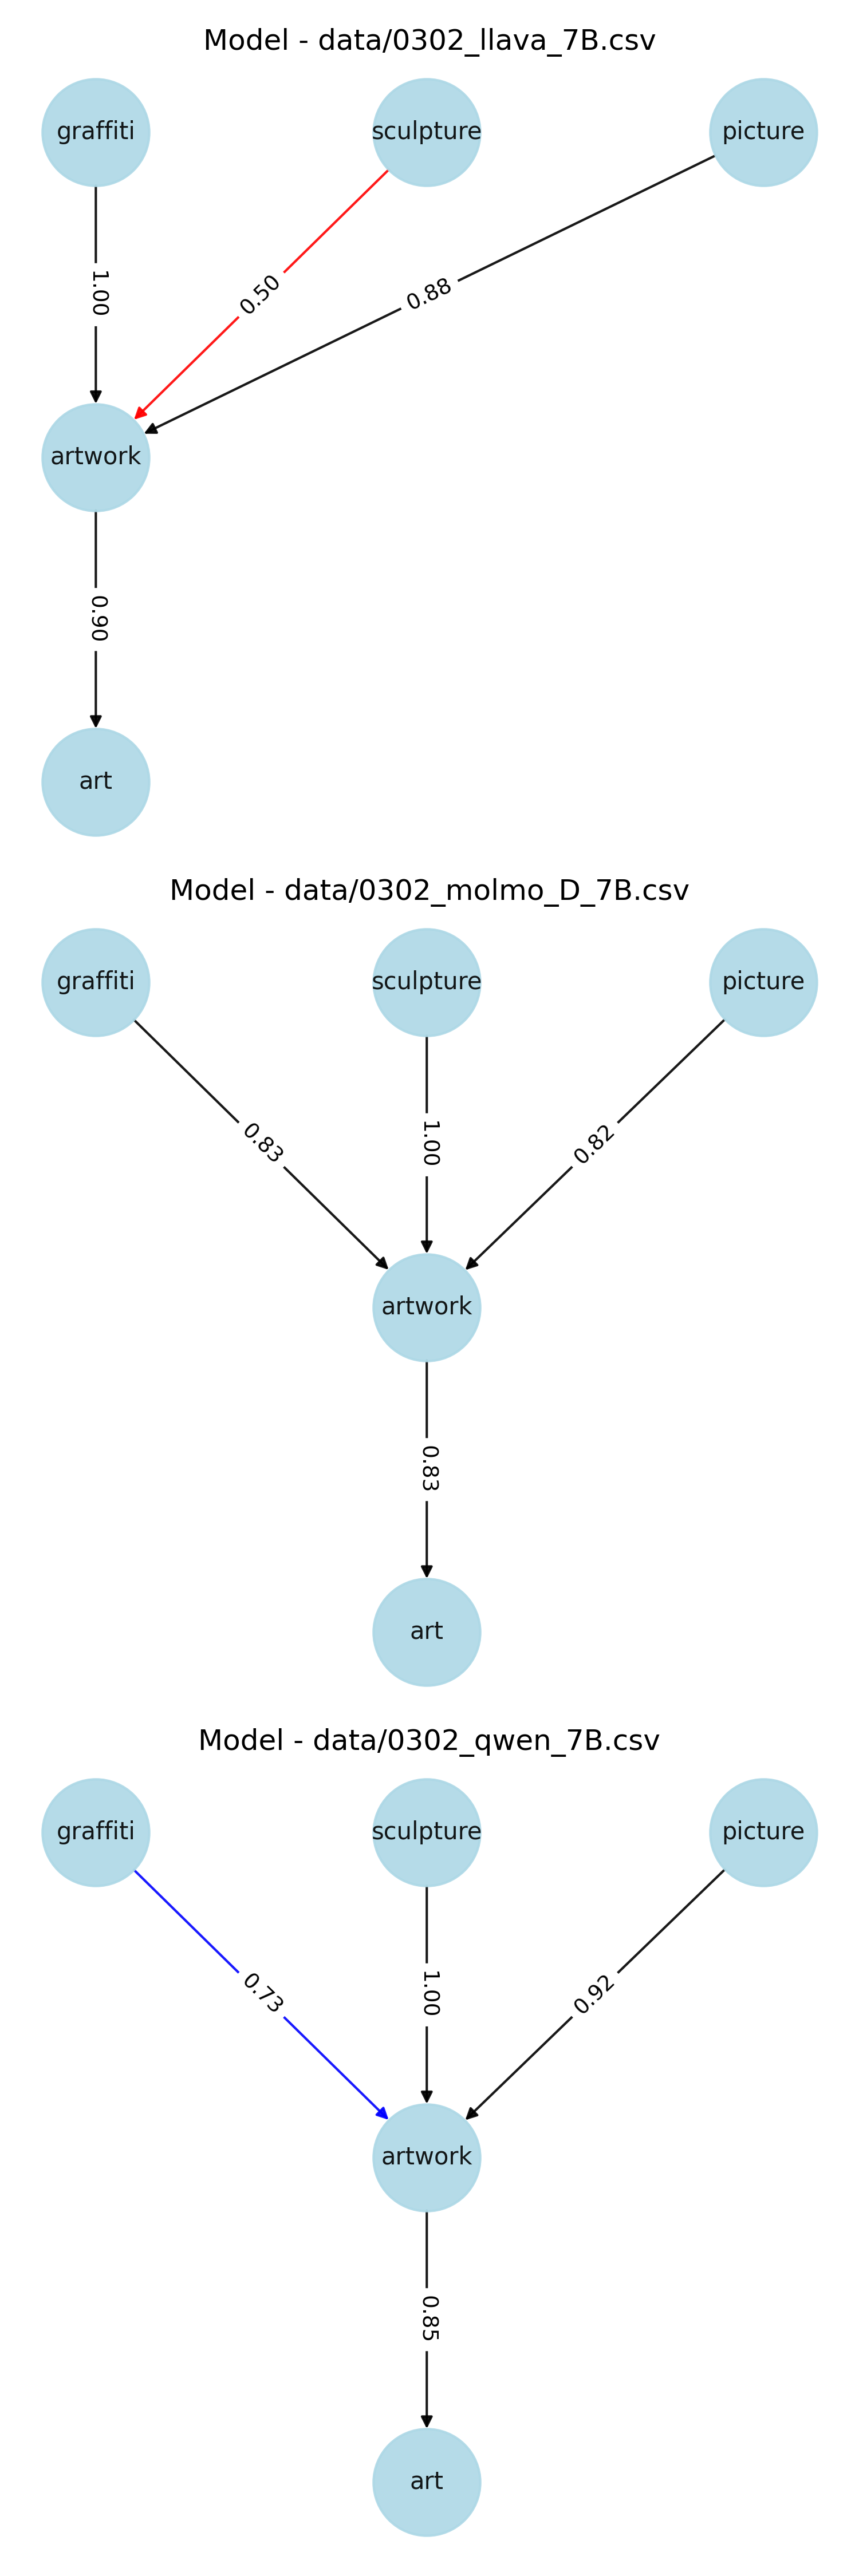 Model - data/0302_llava_7B.csv
graffiti sculpture picture
1.00 0.50 0.88
artwork
0.90
art
Model - data/0302_molmo_D_7B.csv
graffiti sculpture picture
0.83 1.00 0.82
artwork
0.83
art
Model - data/0302_qwen_7B.csv
graffiti sculpture picture
0.73 1.00 0.92
artwork
0.85
art